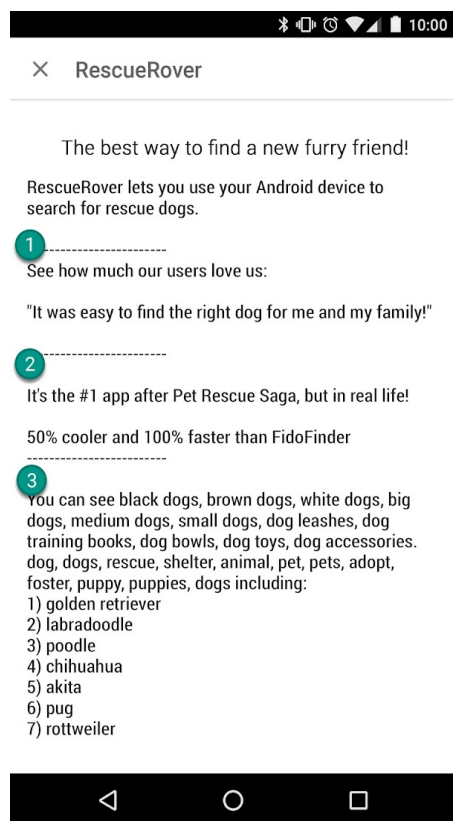 10:00
RescueRover
The best way to find a new furry friend!
RescueRover lets you use your Android device to
search for rescue dogs.
1
-----------------------
See how much our users love us:
"It was easy to find the right dog for me and my family!"
-----------------------
2
It's the #1 app after Pet Rescue Saga, but in real life!
50% cooler and 100% faster than FidoFinder
-------------------------
3
You can see black dogs, brown dogs, white dogs, big
dogs, medium dogs, small dogs, dog leashes, dog
training books, dog bowls, dog toys, dog accessories.
dog, dogs, rescue, shelter, animal, pet, pets, adopt,
foster, puppy, puppies, dogs including:
1) golden retriever
2) labradoodle
3) poodle
4) chihuahua
5) akita
6) pug
7) rottweiler